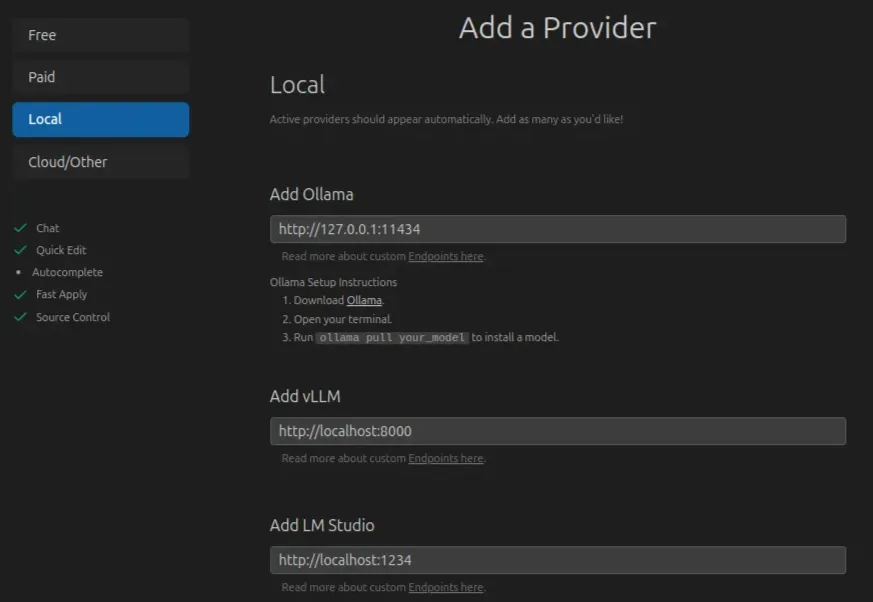 Free
Paid
Local
Cloud/Other
Chat
Quick Edit
Autocomplete
Fast Apply
Source Control
Add a Provider
Local
Active providers should appear automatically. Add as many as you'd like!
Add Ollama
http://127.0.0.1:11434
Read more about custom Endpoints here.
Ollama Setup Instructions
1. Download Ollama.
2. Open your terminal.
3. Run ollama pull your_model to install a model.
Add vLLM
http://localhost:8000
Read more about custom Endpoints here.
Add LM Studio
http://localhost:1234
Read more about custom Endpoints here.